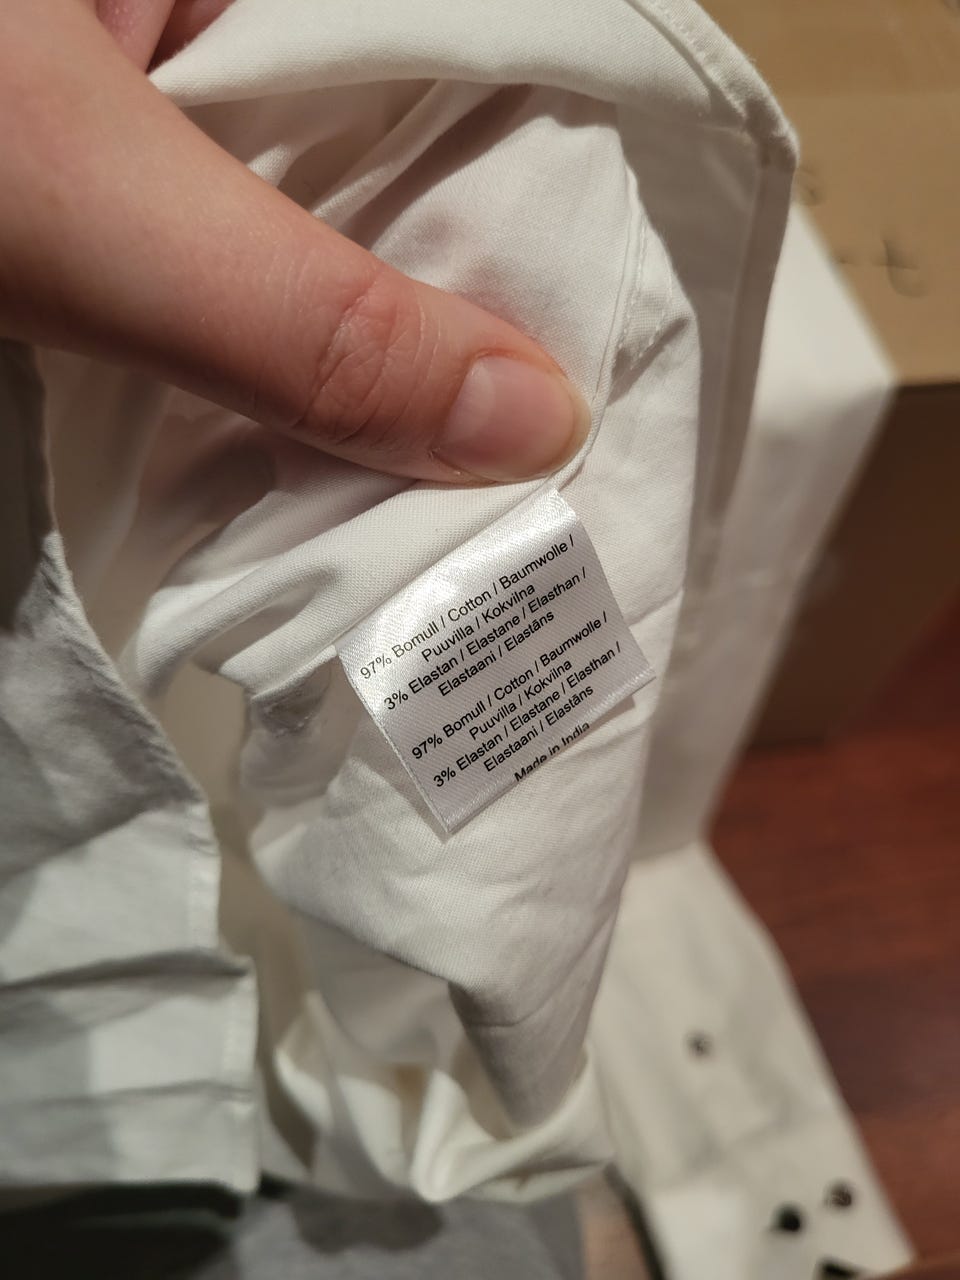 97% Bomull / Cotton / Baumwolle /
Puuvilla / Kokvilna
3% Elastan / Elastane / Elasthan /
Elastaani / Elastāns
97% Bomull / Cotton / Baumwolle /
Puuvilla / Kokvilna
3% Elastan / Elastane / Elasthan /
Elastaani / Elastāns
Made in India